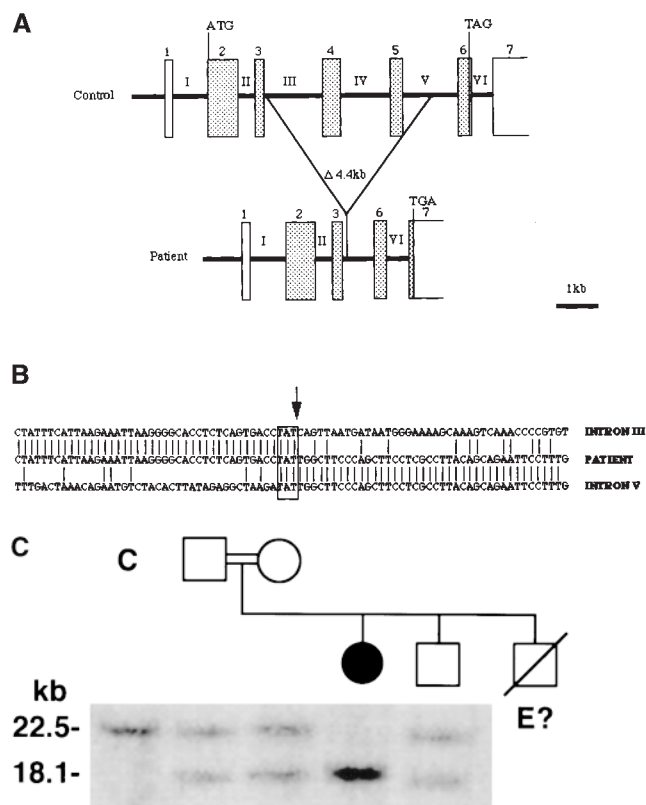 A
ATG
TAG
1 2 3 4 5 6 7
I II III IV V VI
Control
Δ 4.4kb
TGA
1 2 3 6 7
I II VI
Patient
1kb
B
CTATTTCATTAAGAAATTAAGGGGCACCTCTCAGTGACCTATCAGTTAATGATAATGGGAAAAGCAAAGTCAAACCCCGTGT INTRON III
CTATTTCATTAAGAAATTAAGGGGCACCTCTCAGTGACCTATTGGCTTCCCAGCTTCCTCGCCTTACAGCAGAATTCCTTTG PATIENT
TTTGACTAAACAGAATGTCTACACTTATAGAGGCTAAGATATTGGCTTCCCAGCTTCCTCGCCTTACAGCAGAATTCCTTTG INTRON V
C
C
E?
kb
22.5-
18.1-